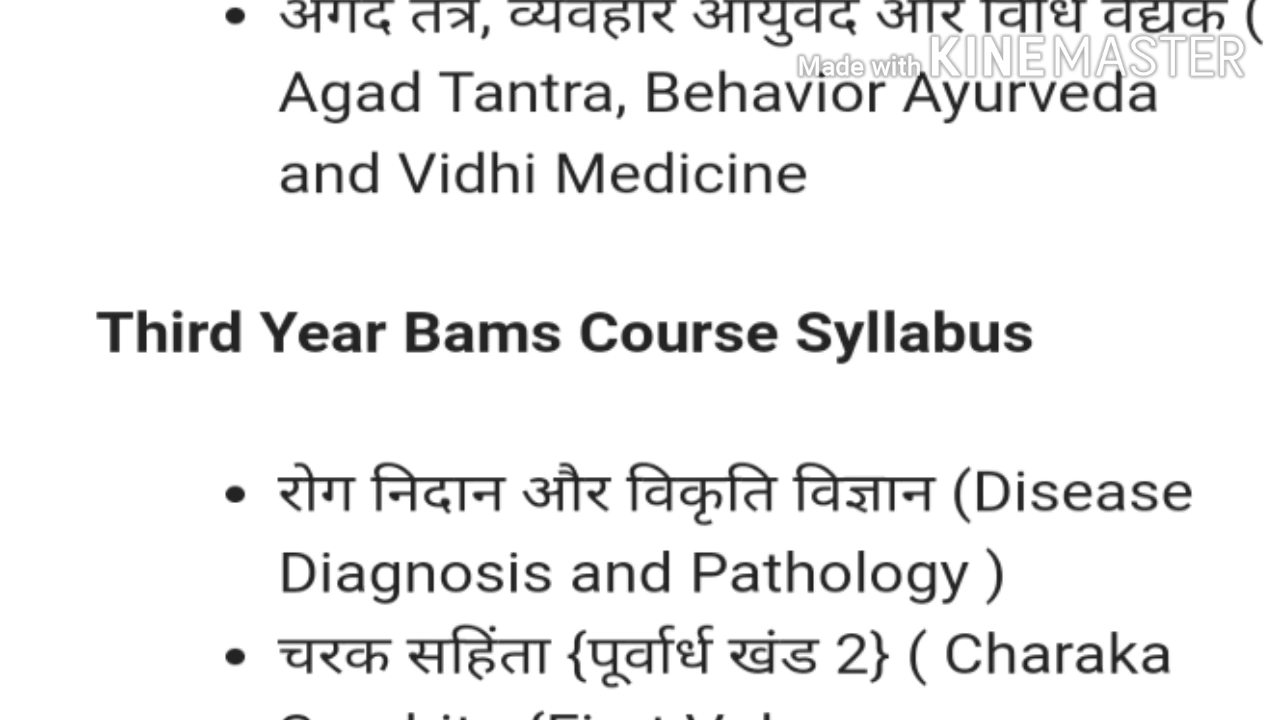 अगद तंत्र, व्यवहार आयुर्वेद और विधि वैद्यक (
Made with KINEMASTER
Agad Tantra, Behavior Ayurveda
and Vidhi Medicine
Third Year Bams Course Syllabus
रोग निदान और विकृति विज्ञान (Disease
Diagnosis and Pathology )
चरक सहिंता {पूर्वार्ध खंड 2} ( Charaka